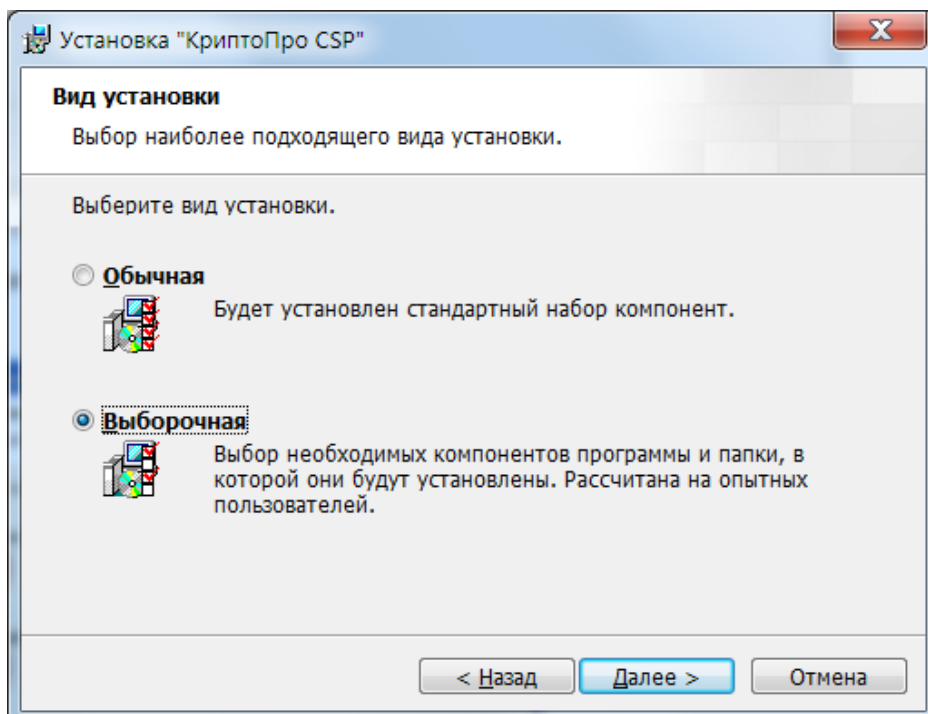 Установка "КриптоПро CSP"
Вид установки
Выбор наиболее подходящего вида установки.
Выберите вид установки.
Обычная
Будет установлен стандартный набор компонент.
Выборочная
Выбор необходимых компонентов программы и папки, в
которой они будут установлены. Рассчитана на опытных
пользователей.
< Назад
Далее >
Отмена